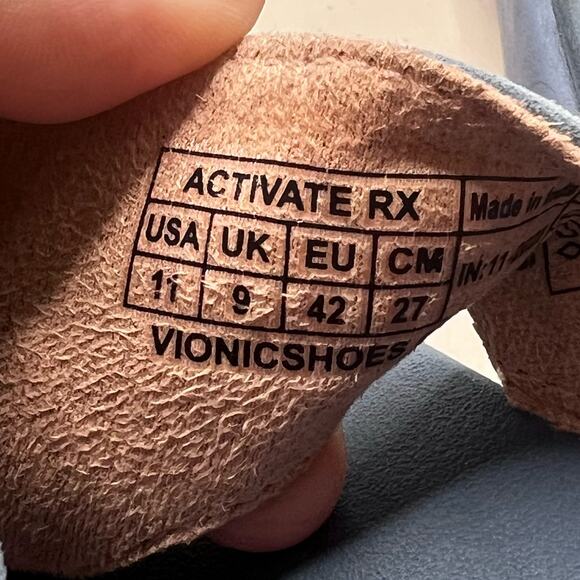 ACTIVATE RX
Made in
USA UK EU CM
IN:11
11 9 42 27
VIONICSHOES